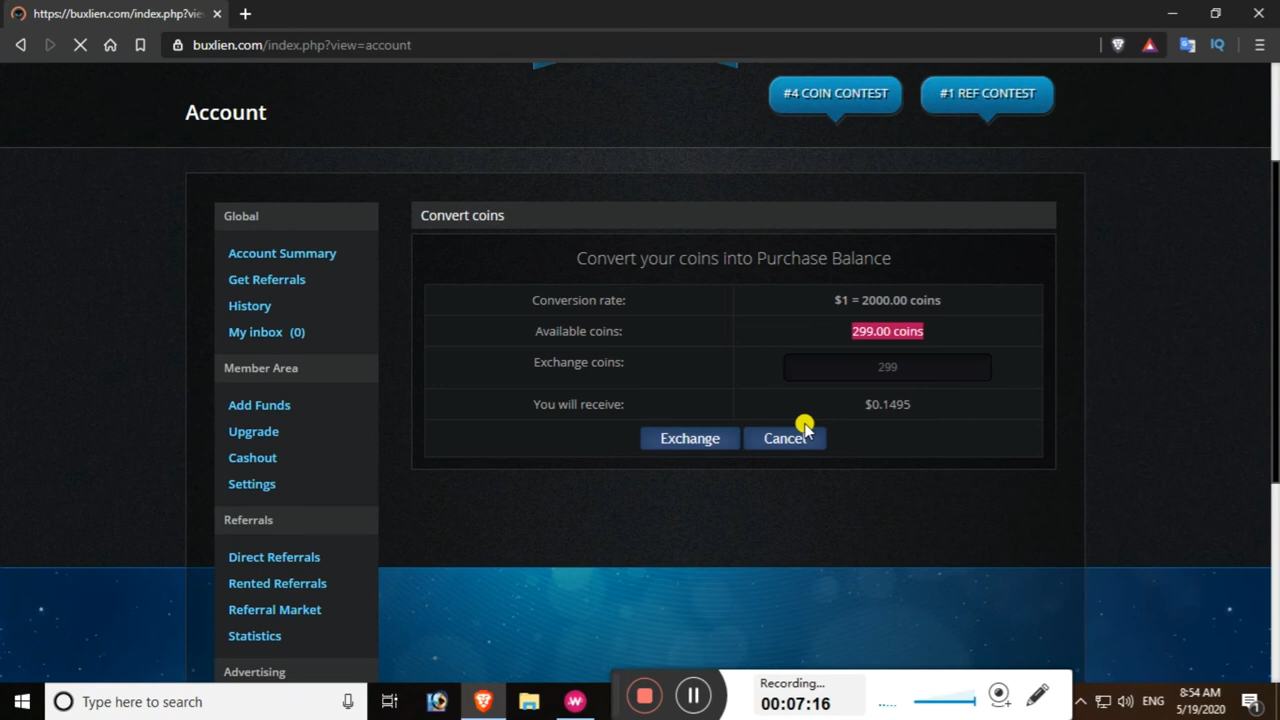 https://buxlien.com/index.php?vie
buxlien.com/index.php?view=account
Account
#4 COIN CONTEST
#1 REF CONTEST
Global
Account Summary
Get Referrals
History
My inbox (0)
Member Area
Add Funds
Upgrade
Cashout
Settings
Referrals
Direct Referrals
Rented Referrals
Referral Market
Statistics
Advertising
Convert coins
Convert your coins into Purchase Balance
Conversion rate: $1 = 2000.00 coins
Available coins: 299.00 coins
Exchange coins: 299
You will receive: $0.1495
Exchange
Cancel
Recording...
00:07:16
Type here to search
ENG
8:54 AM
5/19/2020
1
IQ